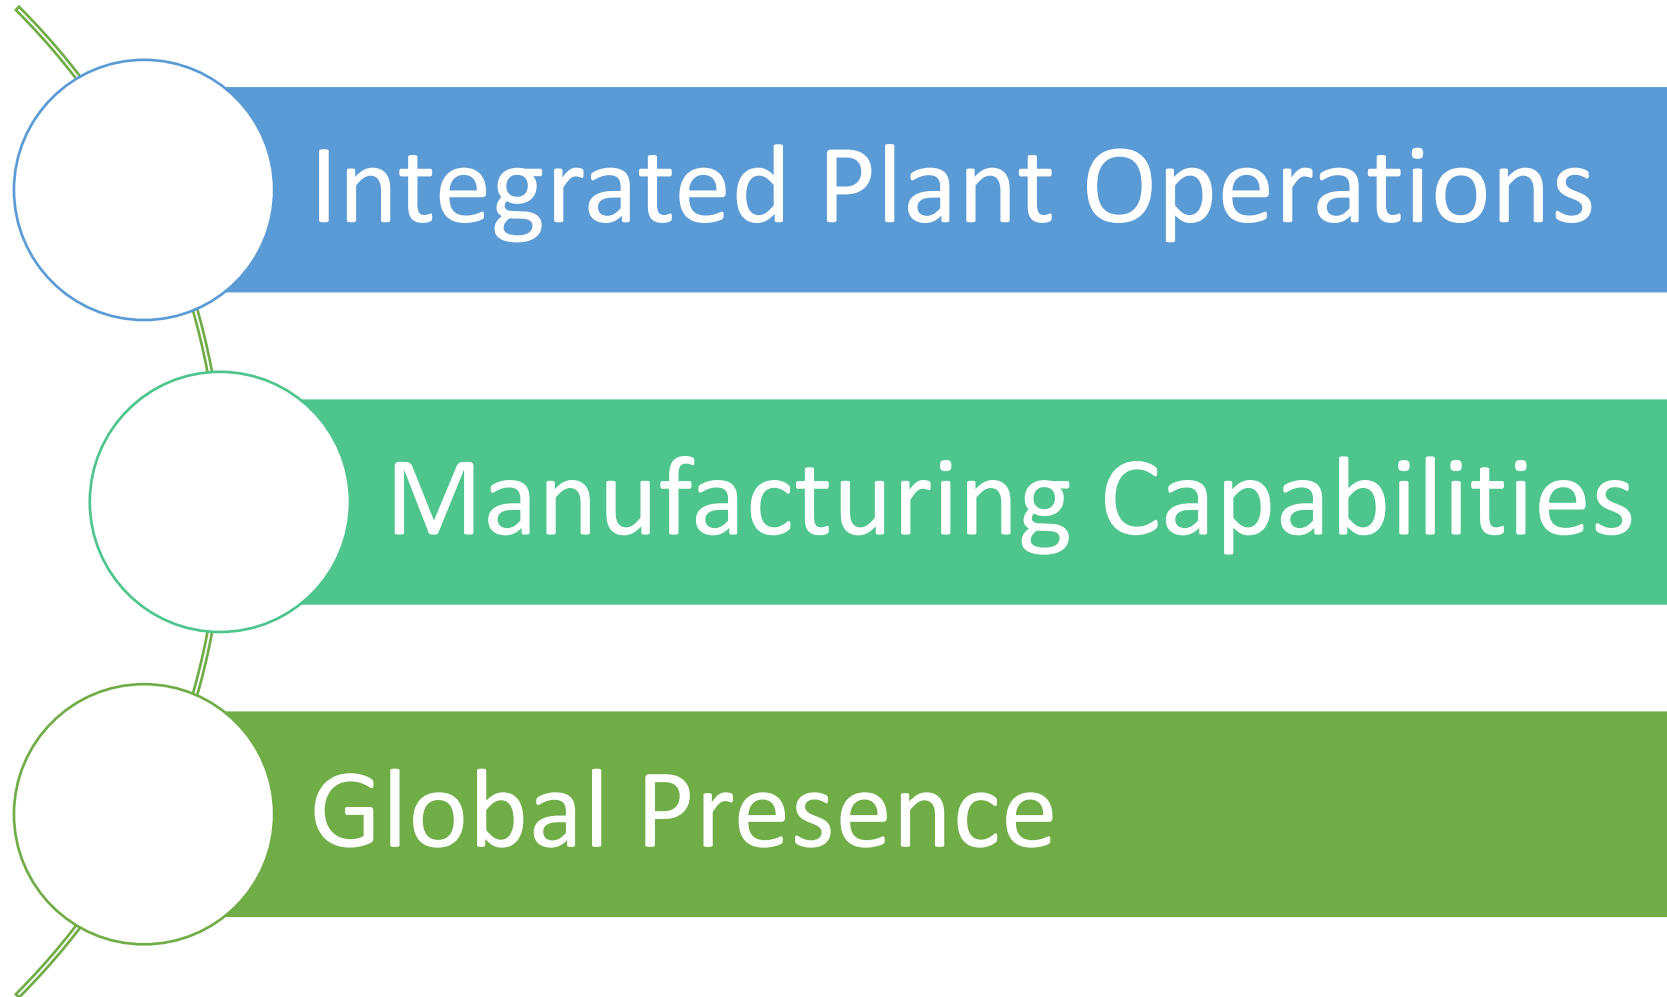 Integrated Plant Operations
Manufacturing Capabilities
Global Presence